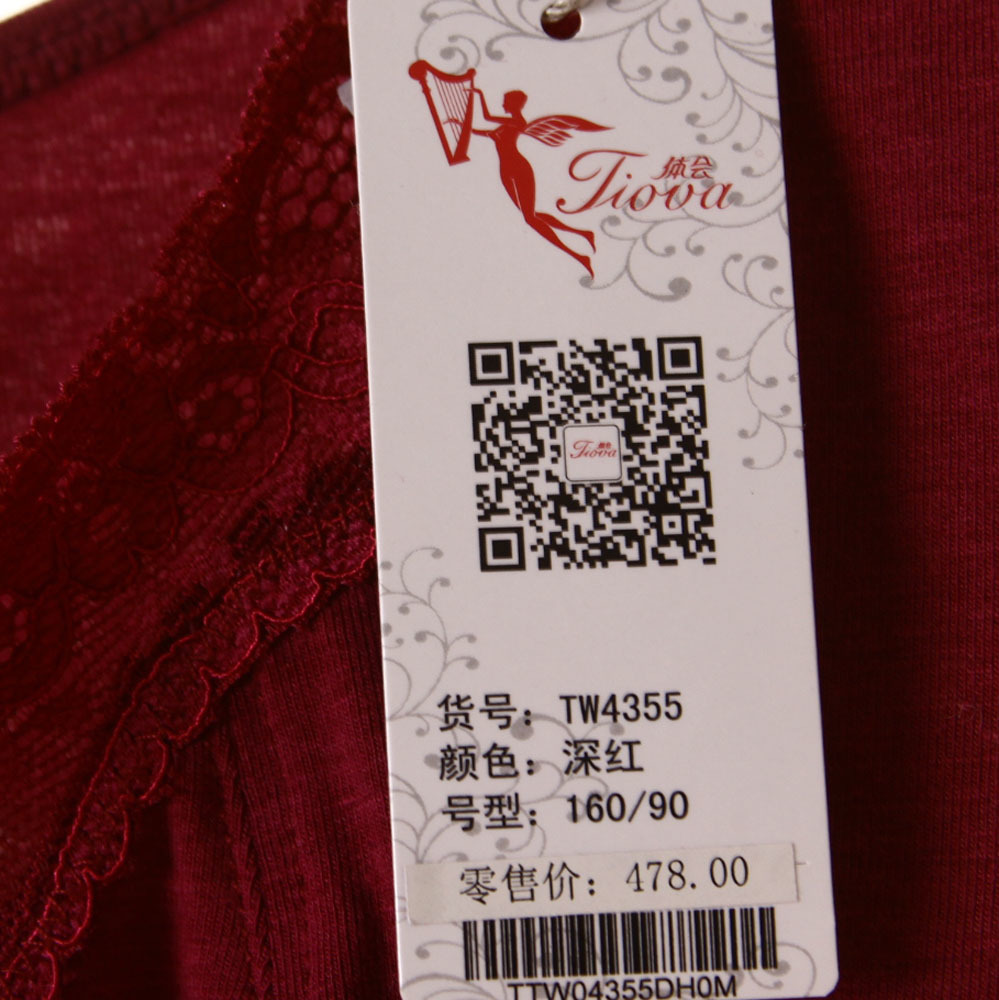 体会
Tiova
Tiova
货号：TW4355
颜色：深红
号型：160/90
零售价：478.00
TTW04355DH0M